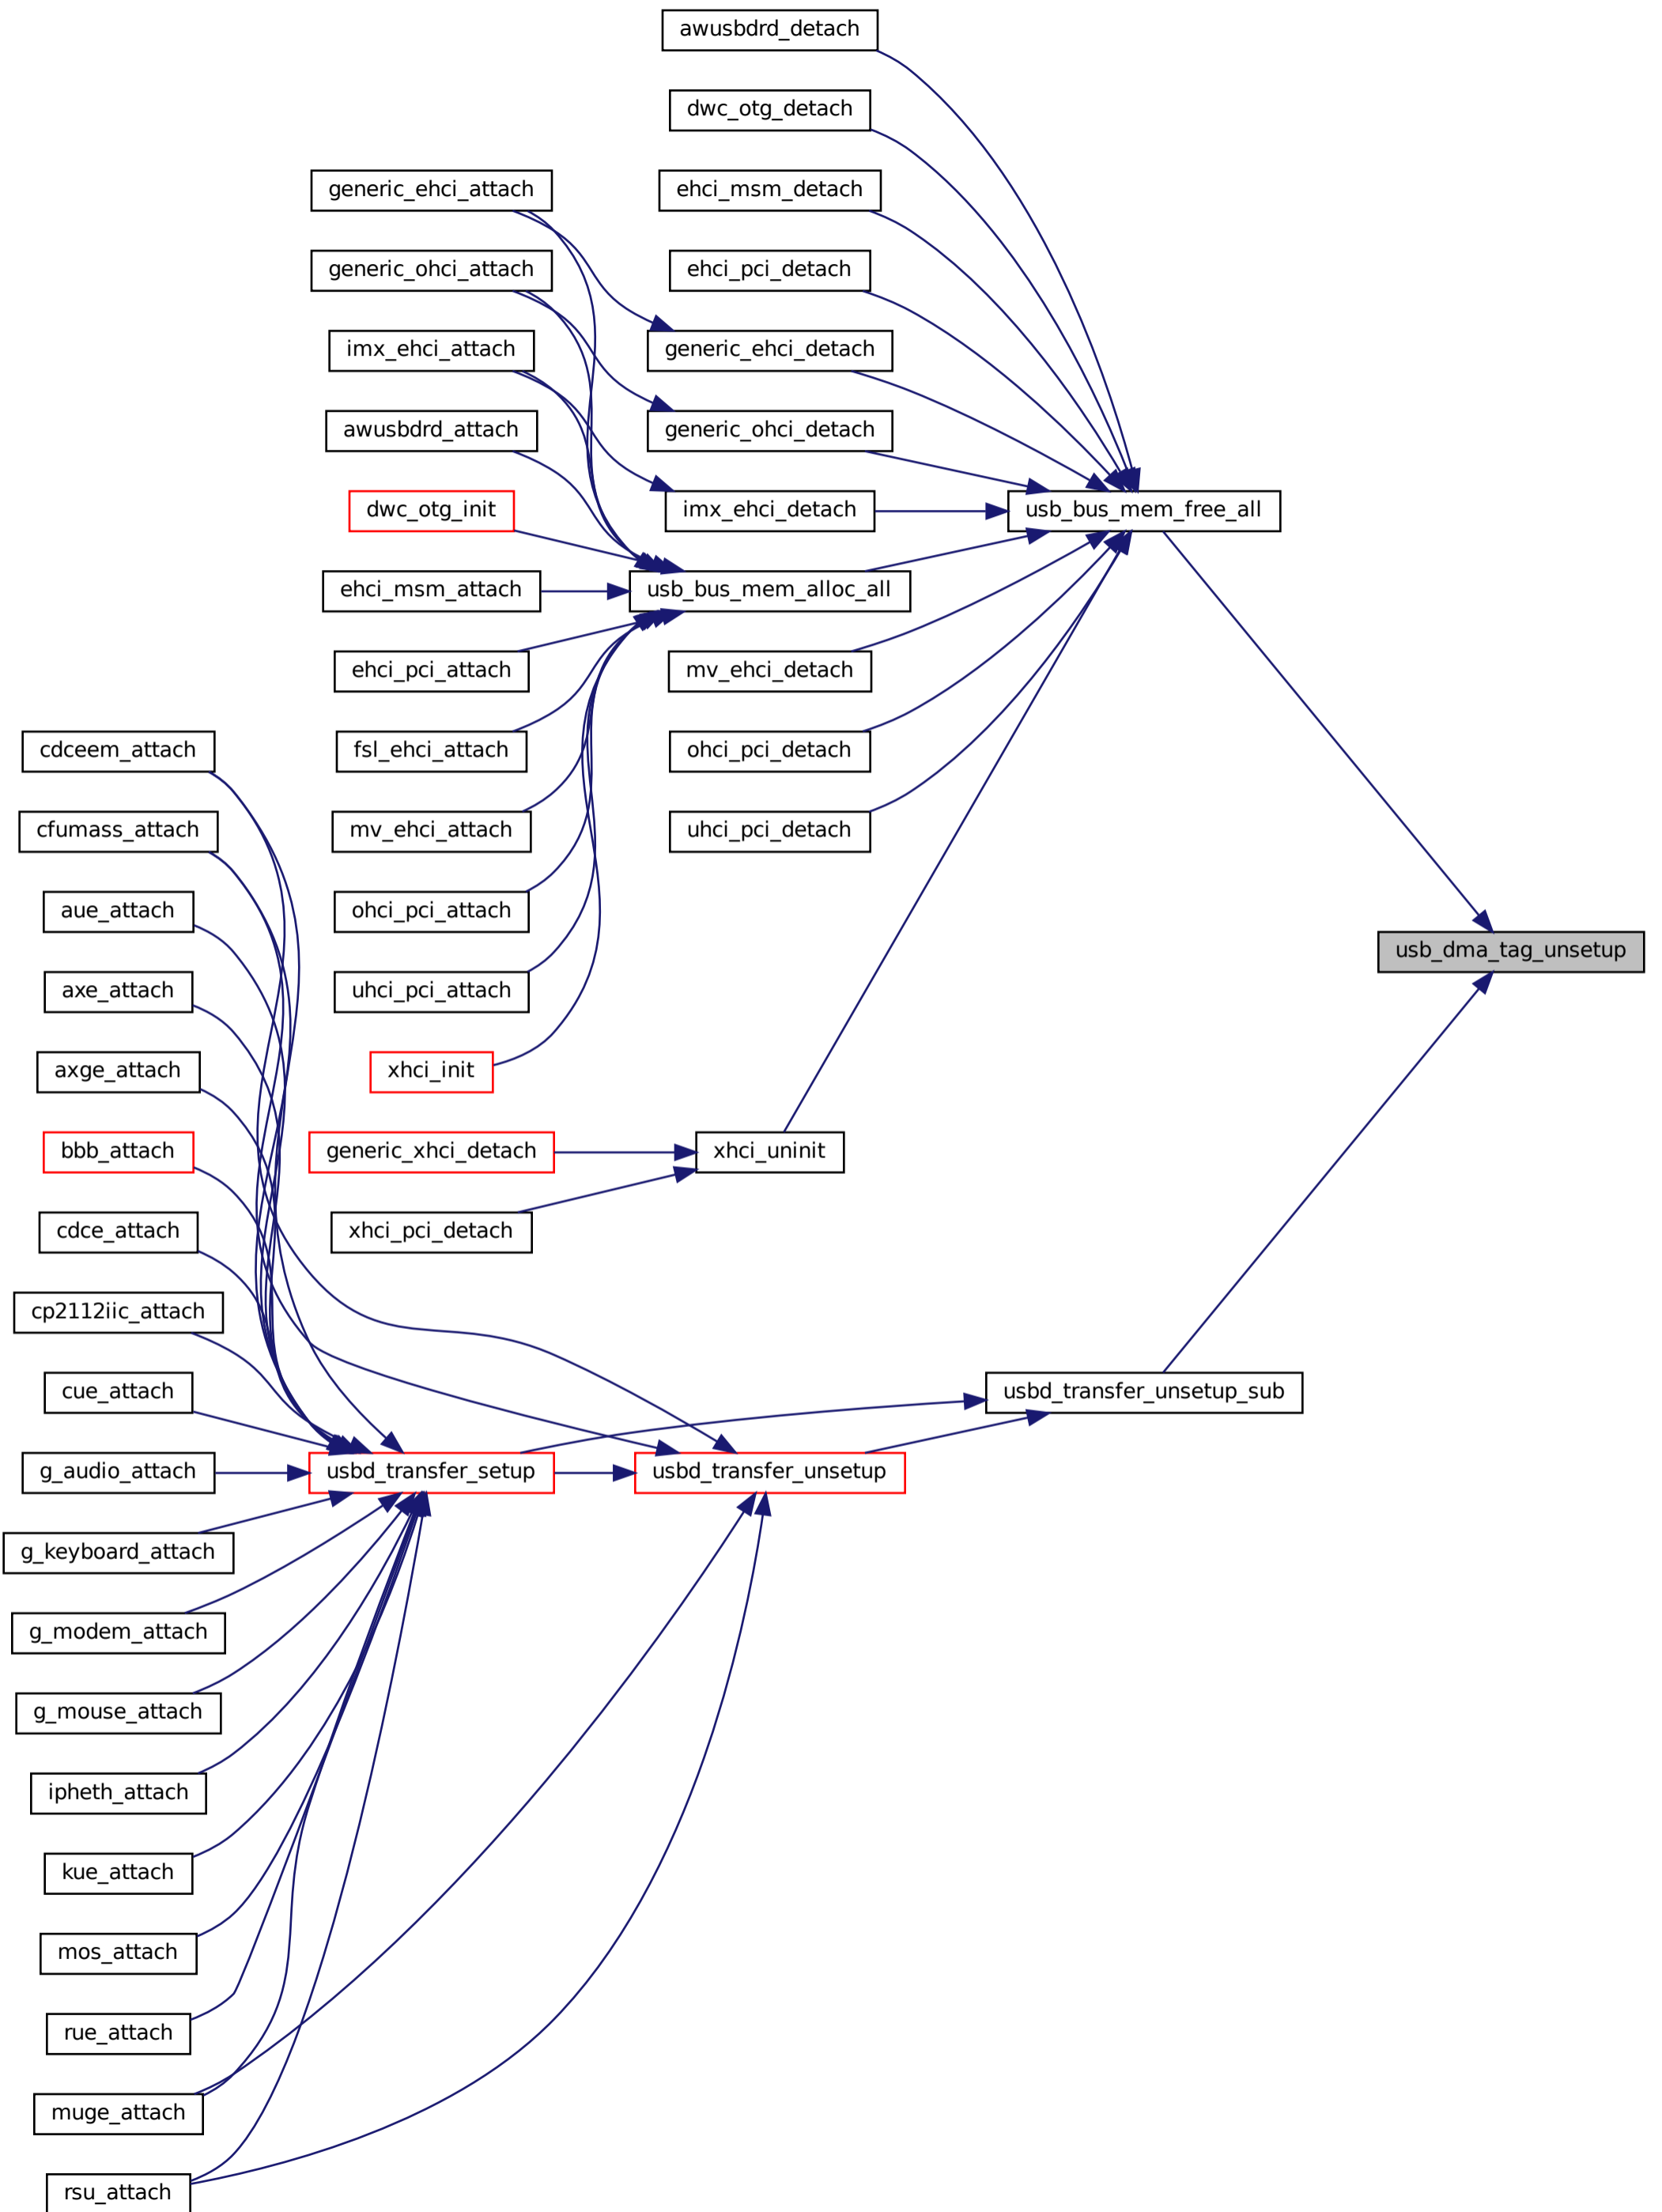 awusbdrd_detach
dwc_otg_detach
generic_ehci_attach
ehci_msm_detach
generic_ohci_attach
ehci_pci_detach
imx_ehci_attach
generic_ehci_detach
awusbdrd_attach
generic_ohci_detach
dwc_otg_init
imx_ehci_detach
usb_bus_mem_free_all
ehci_msm_attach
usb_bus_mem_alloc_all
ehci_pci_attach
mv_ehci_detach
cdceem_attach
fsl_ehci_attach
ohci_pci_detach
cfumass_attach
mv_ehci_attach
uhci_pci_detach
aue_attach
ohci_pci_attach
usb_dma_tag_unsetup
axe_attach
uhci_pci_attach
axge_attach
xhci_init
bbb_attach
generic_xhci_detach
xhci_uninit
cdce_attach
xhci_pci_detach
cp2112iic_attach
cue_attach
usbd_transfer_unsetup_sub
g_audio_attach
usbd_transfer_setup
usbd_transfer_unsetup
g_keyboard_attach
g_modem_attach
g_mouse_attach
ipheth_attach
kue_attach
mos_attach
rue_attach
muge_attach
rsu_attach